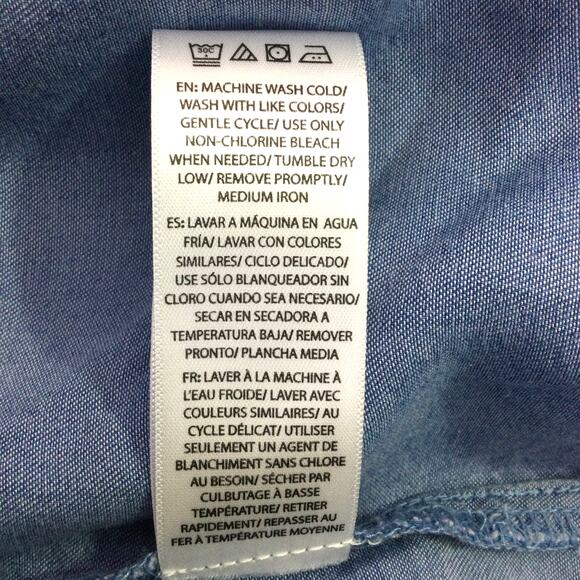 30C
EN: MACHINE WASH COLD/
WASH WITH LIKE COLORS/
GENTLE CYCLE/ USE ONLY
NON-CHLORINE BLEACH
WHEN NEEDED/ TUMBLE DRY
LOW/ REMOVE PROMPTLY/
MEDIUM IRON
ES: LAVAR A MÁQUINA EN AGUA
FRÍA/ LAVAR CON COLORES
SIMILARES/ CICLO DELICADO/
USE SÓLO BLANQUEADOR SIN
CLORO CUANDO SEA NECESARIO/
SECAR EN SECADORA A
TEMPERATURA BAJA/ REMOVER
PRONTO/ PLANCHA MEDIA
FR: LAVER À LA MACHINE À
L'EAU FROIDE/ LAVER AVEC
COULEURS SIMILAIRES/ AU
CYCLE DÉLICAT/ UTILISER
SEULEMENT UN AGENT DE
BLANCHIMENT SANS CHLORE
AU BESOIN/ SÉCHER PAR
CULBUTAGE À BASSE
TEMPÉRATURE/ RETIRER
RAPIDEMENT/ REPASSER AU
FER À TEMPÉRATURE MOYENNE